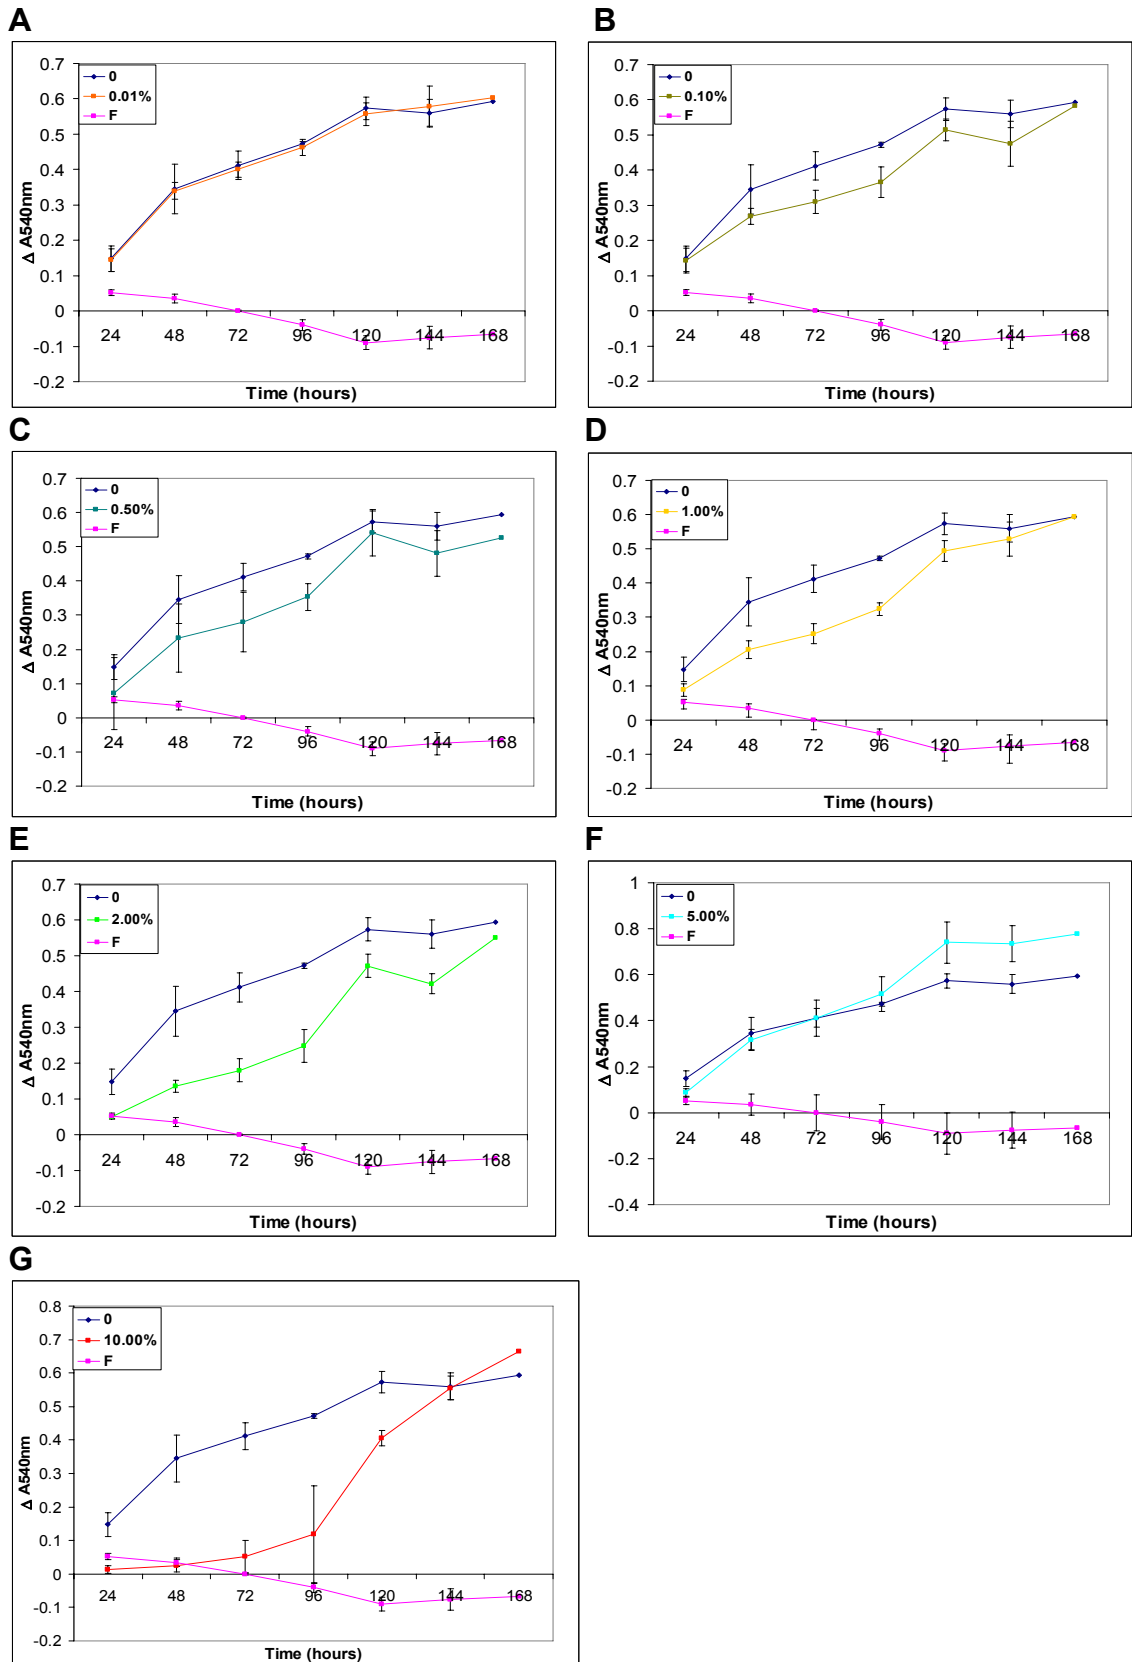 A
0.7
0.6
0.5
0.4
0.3
0.2
0.1
0
-0.1
-0.2
0
0.01%
F
Δ A540nm
24 48 72 96 120 144 168
Time (hours)
B
0.7
0.6
0.5
0.4
0.3
0.2
0.1
0
-0.1
-0.2
0
0.10%
F
Δ A540nm
24 48 72 96 120 144 168
Time (hours)
C
0.7
0.6
0.5
0.4
0.3
0.2
0.1
0
-0.1
-0.2
0
0.50%
F
Δ A540nm
24 48 72 96 120 144 168
Time (hours)
D
0.7
0.6
0.5
0.4
0.3
0.2
0.1
0
-0.1
-0.2
0
1.00%
F
Δ A540nm
24 48 72 96 120 144 168
Time (hours)
E
0.7
0.6
0.5
0.4
0.3
0.2
0.1
0
-0.1
-0.2
0
2.00%
F
Δ A540nm
24 48 72 96 120 144 168
Time (hours)
F
1
0.8
0.6
0.4
0.2
0
-0.2
-0.4
0
5.00%
F
Δ A540nm
24 48 72 96 120 144 168
Time (hours)
G
0.8
0.7
0.6
0.5
0.4
0.3
0.2
0.1
0
-0.1
-0.2
0
10.00%
F
Δ A540nm
24 48 72 96 120 144 168
Time (hours)